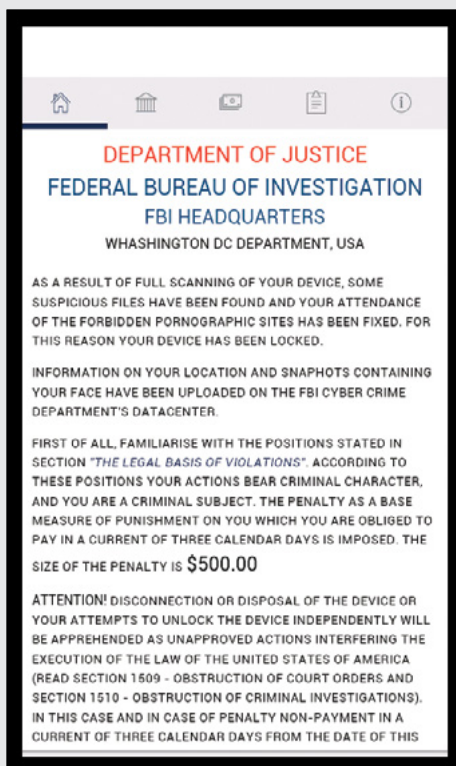 DEPARTMENT OF JUSTICE
FEDERAL BUREAU OF INVESTIGATION
FBI HEADQUARTERS
WHASHINGTON DC DEPARTMENT, USA
AS A RESULT OF FULL SCANNING OF YOUR DEVICE, SOME
SUSPICIOUS FILES HAVE BEEN FOUND AND YOUR ATTENDANCE
OF THE FORBIDDEN PORNOGRAPHIC SITES HAS BEEN FIXED. FOR
THIS REASON YOUR DEVICE HAS BEEN LOCKED.
INFORMATION ON YOUR LOCATION AND SNAPHOTS CONTAINING
YOUR FACE HAVE BEEN UPLOADED ON THE FBI CYBER CRIME
DEPARTMENT'S DATACENTER.
FIRST OF ALL, FAMILIARISE WITH THE POSITIONS STATED IN
SECTION "THE LEGAL BASIS OF VIOLATIONS". ACCORDING TO
THESE POSITIONS YOUR ACTIONS BEAR CRIMINAL CHARACTER,
AND YOU ARE A CRIMINAL SUBJECT. THE PENALTY AS A BASE
MEASURE OF PUNISHMENT ON YOU WHICH YOU ARE OBLIGED TO
PAY IN A CURRENT OF THREE CALENDAR DAYS IS IMPOSED. THE
SIZE OF THE PENALTY IS $500.00
ATTENTION! DISCONNECTION OR DISPOSAL OF THE DEVICE OR
YOUR ATTEMPTS TO UNLOCK THE DEVICE INDEPENDENTLY WILL
BE APPREHENDED AS UNAPPROVED ACTIONS INTERFERING THE
EXECUTION OF THE LAW OF THE UNITED STATES OF AMERICA
(READ SECTION 1509 - OBSTRUCTION OF COURT ORDERS AND
SECTION 1510 - OBSTRUCTION OF CRIMINAL INVESTIGATIONS).
IN THIS CASE AND IN CASE OF PENALTY NON-PAYMENT IN A
CURRENT OF THREE CALENDAR DAYS FROM THE DATE OF THIS